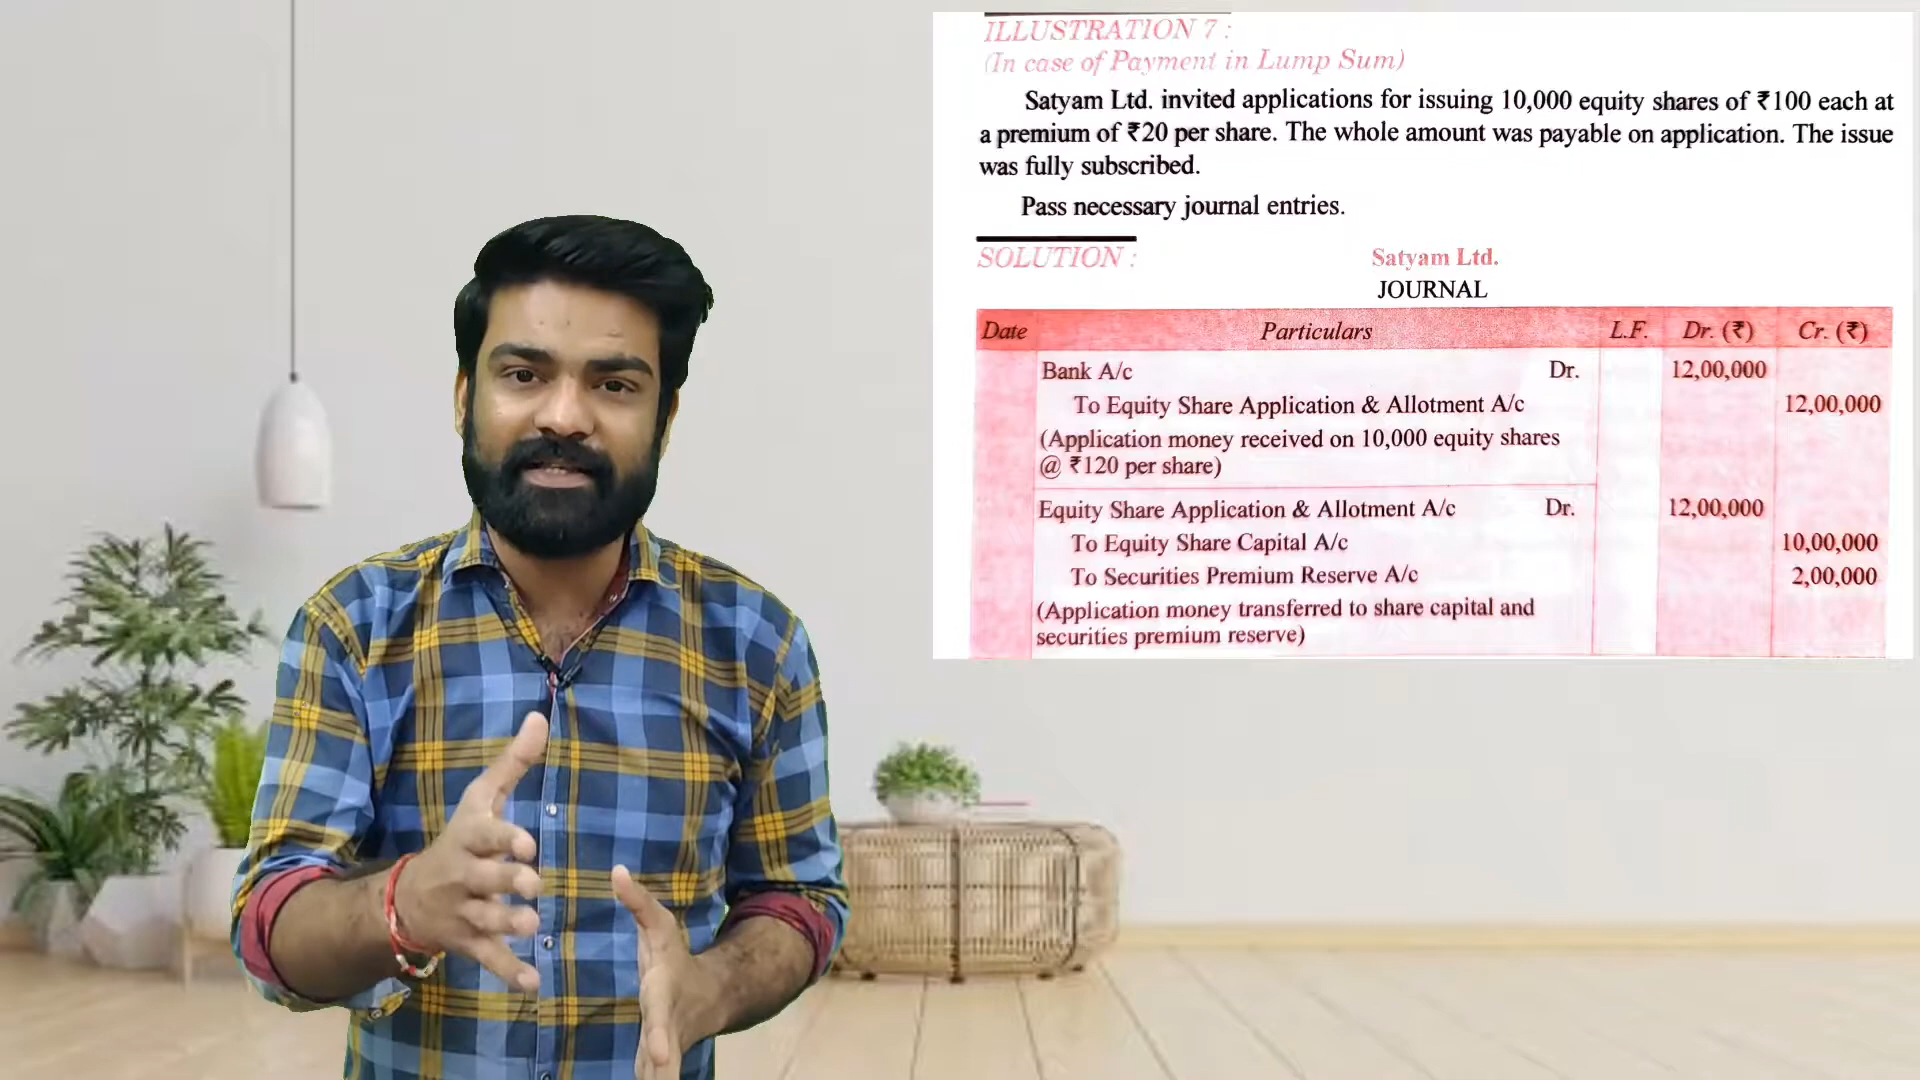 ILLUSTRATION 7 :
(In case of Payment in Lump Sum)
Satyam Ltd. invited applications for issuing 10,000 equity shares of ₹100 each at
a premium of ₹20 per share. The whole amount was payable on application. The issue
was fully subscribed.
Pass necessary journal entries.
SOLUTION :
Satyam Ltd.
JOURNAL
Date Particulars L.F. Dr. (₹) Cr. (₹)
Bank A/c Dr. 12,00,000
To Equity Share Application & Allotment A/c 12,00,000
(Application money received on 10,000 equity shares
@ ₹120 per share)
Equity Share Application & Allotment A/c Dr. 12,00,000
To Equity Share Capital A/c 10,00,000
To Securities Premium Reserve A/c 2,00,000
(Application money transferred to share capital and
securities premium reserve)